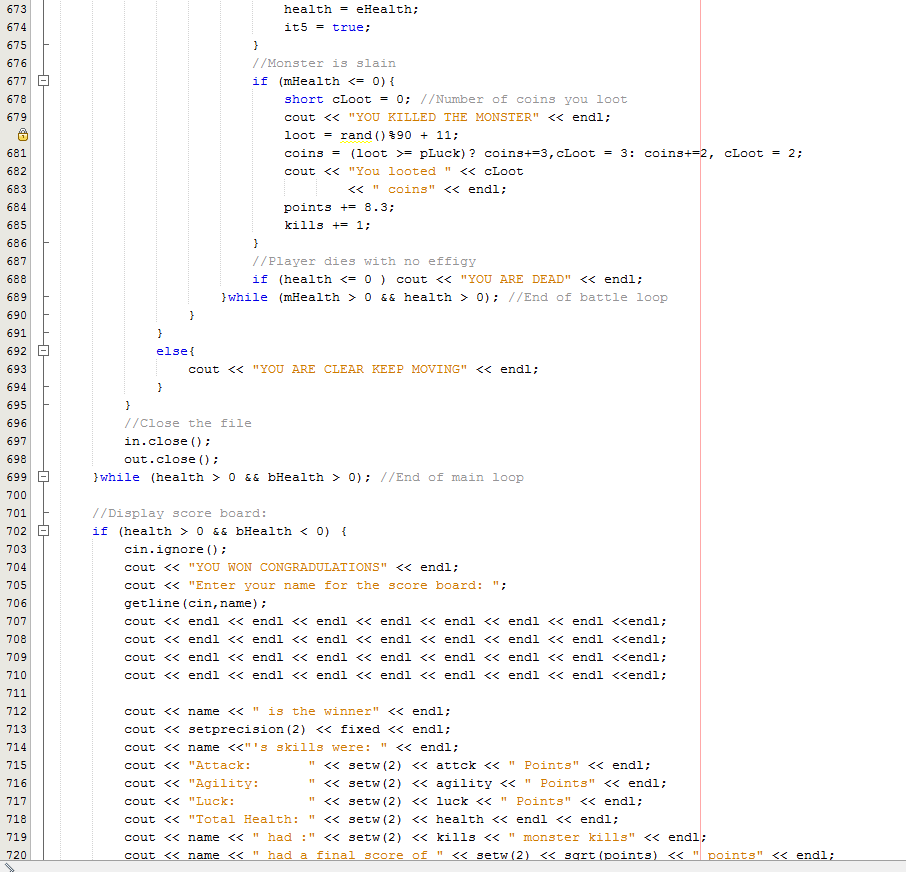 673 health = eHealth;
674 it5 = true;
675 }
676 //Monster is slain
677 if (mHealth <= 0){
678 short cLoot = 0; //Number of coins you loot
679 cout << "YOU KILLED THE MONSTER" << endl;
loot = rand()%90 + 11;
681 coins = (loot >= pLuck)? coins+=3,cLoot = 3: coins+=2, cLoot = 2;
682 cout << "You looted " << cLoot
683 << " coins" << endl;
684 points += 8.3;
685 kills += 1;
686 }
687 //Player dies with no effigy
688 if (health <= 0 ) cout << "YOU ARE DEAD" << endl;
689 }while (mHealth > 0 && health > 0); //End of battle loop
690 }
691 }
692 else{
693 cout << "YOU ARE CLEAR KEEP MOVING" << endl;
694 }
695 }
696 //Close the file
697 in.close();
698 out.close();
699 }while (health > 0 && bHealth > 0); //End of main loop
700
701 //Display score board:
702 if (health > 0 && bHealth < 0) {
703 cin.ignore();
704 cout << "YOU WON CONGRADULATIONS" << endl;
705 cout << "Enter your name for the score board: ";
706 getline(cin,name);
707 cout << endl << endl << endl << endl << endl << endl << endl <<endl;
708 cout << endl << endl << endl << endl << endl << endl << endl <<endl;
709 cout << endl << endl << endl << endl << endl << endl << endl <<endl;
710 cout << endl << endl << endl << endl << endl << endl << endl <<endl;
711
712 cout << name << " is the winner" << endl;
713 cout << setprecision(2) << fixed << endl;
714 cout << name <<"'s skills were: " << endl;
715 cout << "Attack:       " << setw(2) << attck << " Points" << endl;
716 cout << "Agility:      " << setw(2) << agility << " Points" << endl;
717 cout << "Luck:         " << setw(2) << luck << " Points" << endl;
718 cout << "Total Health: " << setw(2) << health << endl << endl;
719 cout << name << " had :" << setw(2) << kills << " monster kills" << endl;
720 cout << name << " had a final score of " << setw(2) << sqrt(points) << " points" << endl;